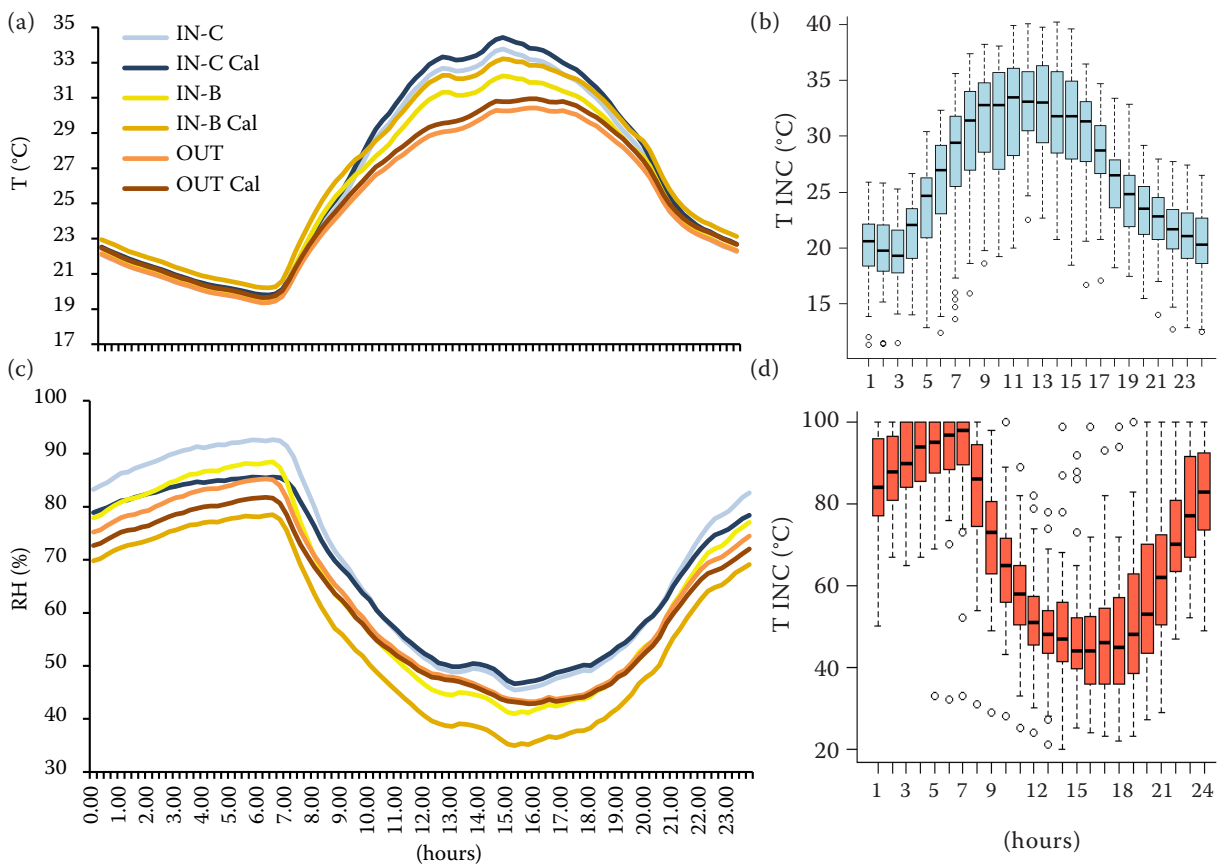 (a)
T (°C)
35
33
31
29
27
25
23
21
19
17
IN-C
IN-C Cal
IN-B
IN-B Cal
OUT
OUT Cal
(b)
T INC (°C)
40
35
30
25
20
15
1 3 5 7 9 11 13 15 17 19 21 23
(c)
RH (%)
100
90
80
70
60
50
40
30
0.00 1.00 2.00 3.00 4.00 5.00 6.00 7.00 8.00 9.00 10.00 11.00 12.00 13.00 14.00 15.00 16.00 17.00 18.00 19.00 20.00 21.00 22.00 23.00
(hours)
(d)
T INC (°C)
100
80
60
40
20
1 3 5 7 9 12 15 18 21 24
(hours)